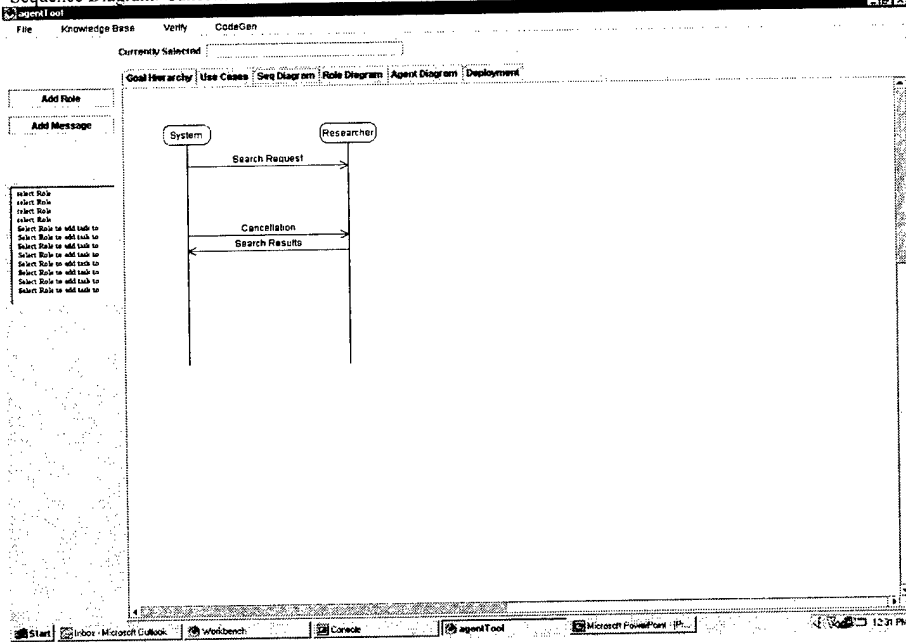 Sequence Diagram:
agentTool
File Knowledge Base Verify CodeGen
Currently Selected
Goal Hierarchy Use Cases Seq Diagram Role Diagram Agent Diagram Deployment
Add Role
Add Message
System Researcher
Search Request
Cancellation
Search Results
select Role
select Role
select Role
select Role
Select Role to add task to
Select Role to add task to
Select Role to add task to
Select Role to add task to
Select Role to add task to
Select Role to add task to
Select Role to add task to
Select Role to add task to
Start Inbox - Microsoft Outlook Workbench Console agentTool Microsoft PowerPoint - [P... 12:31 PM